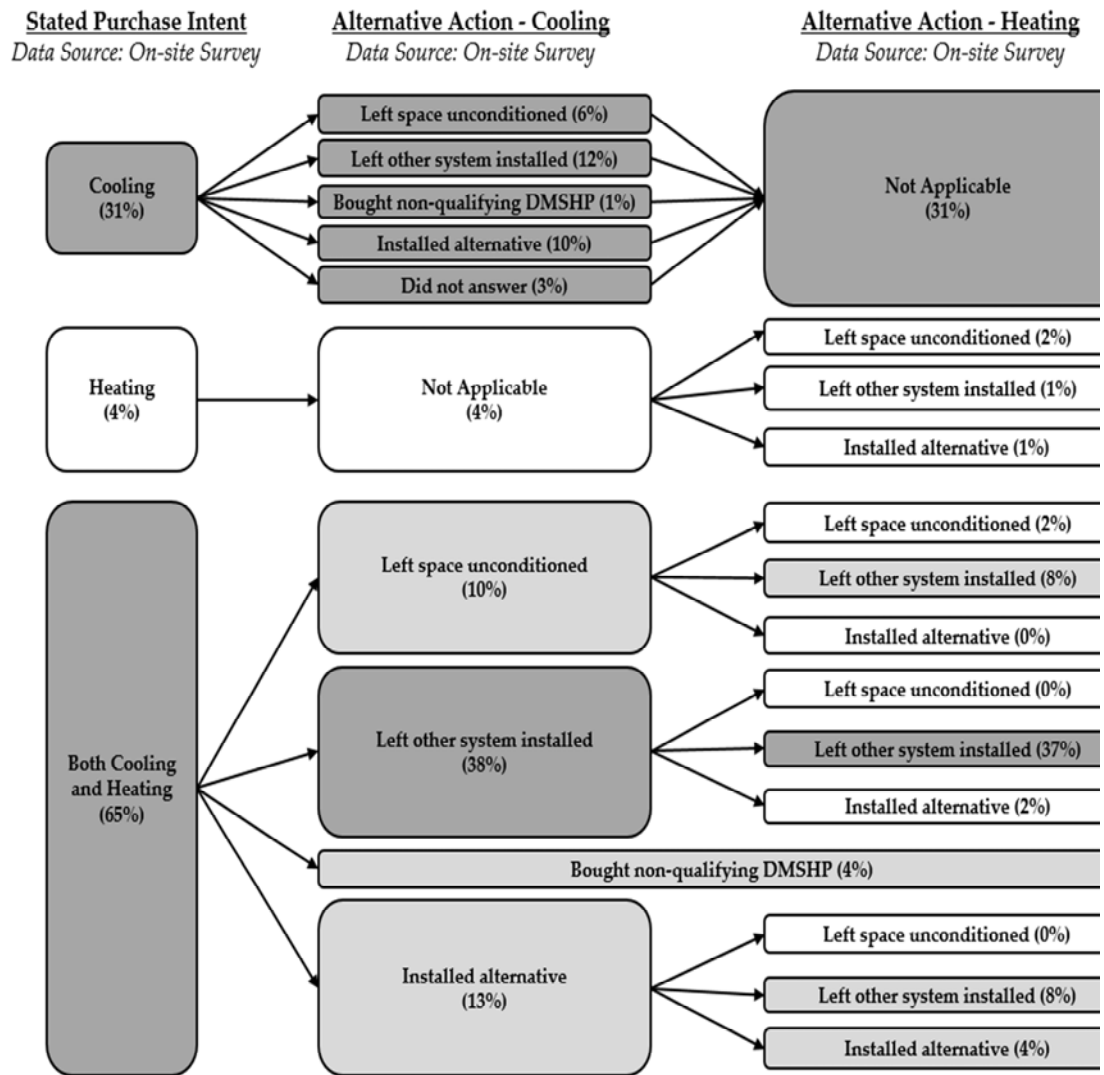 Stated Purchase Intent
Data Source: On-site Survey
Alternative Action - Cooling
Data Source: On-site Survey
Alternative Action - Heating
Data Source: On-site Survey
Cooling
(31%)
Left space unconditioned (6%)
Left other system installed (12%)
Bought non-qualifying DMSHP (1%)
Installed alternative (10%)
Did not answer (3%)
Not Applicable
31%)
Heating
(4%)
Not Applicable
(4%)
Left space unconditioned (2%)
Left other system installed (1%)
Installed alternative (1%)
Both Cooling
and Heating
(65%)
Left space unconditioned
(10%)
Left space unconditioned (2%)
Left other system installed (8%)
Installed alternative (0%)
Left other system installed
(38%)
Left space unconditioned (0%)
Left other system installed (37%)
Installed alternative (2%)
Bought non-qualifying DMSHP (4%)
Installed alternative
(13%)
Left space unconditioned (0%)
Left other system installed (8%)
Installed alternative (4%)